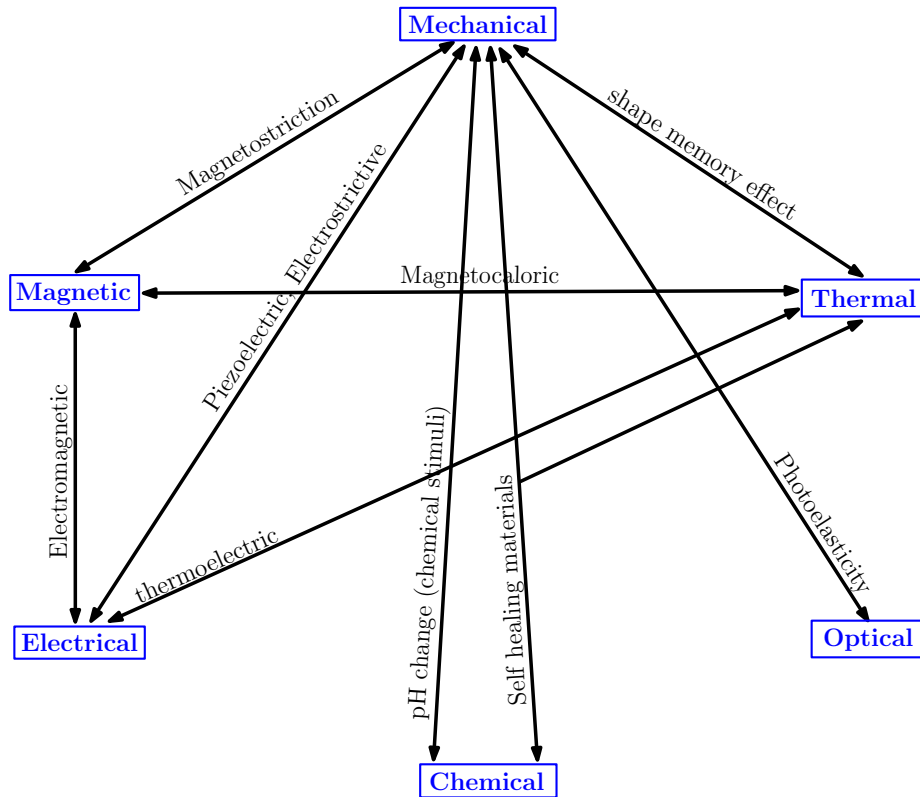 Mechanical
Magnetostriction
shape memory effect
Piezoelectric, Electrostrictive
Magnetocaloric
Magnetic
Thermal
Electromagnetic
thermoelectric
pH change (chemical stimuli)
Self healing materials
Photoelasticity
Electrical
Optical
Chemical